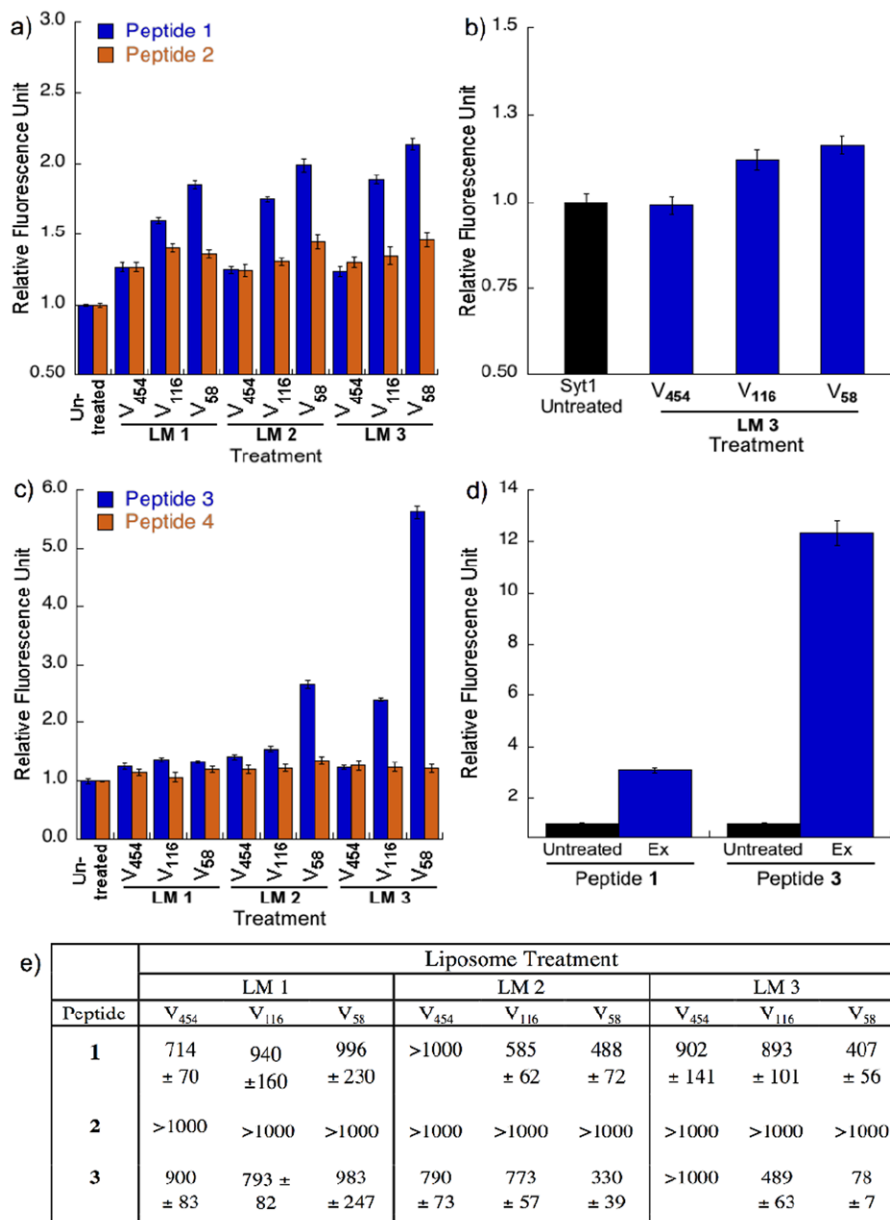 a)
Peptide 1
Peptide 2
Relative Fluorescence Unit
3.0
2.5
2.0
1.5
1.0
0.50
Un-treated
V454
V116
V58
V454
V116
V58
V454
V116
V58
LM 1
LM 2
LM 3
Treatment
b)
Relative Fluorescence Unit
1.5
1.3
1.0
0.75
0.50
Syt1
Untreated
V454
V116
V58
LM 3
Treatment
c)
Peptide 3
Peptide 4
Relative Fluorescence Unit
6.0
5.0
4.0
3.0
2.0
1.0
0.0
Un-treated
V454
V116
V58
V454
V116
V58
V454
V116
V58
LM 1
LM 2
LM 3
Treatment
d)
Relative Fluorescence Unit
14
12
10
8
6
4
2
Untreated Ex Untreated Ex
Peptide 1 Peptide 3
e)
Liposome Treatment
LM 1 LM 2 LM 3
Peptide V454 V116 V58 V454 V116 V58 V454 V116 V58
1 714 940 996 >1000 585 488 902 893 407
± 70 ±160 ± 230 ± 62 ± 72 ± 141 ± 101 ± 56
2 >1000 >1000 >1000 >1000 >1000 >1000 >1000 >1000 >1000
3 900 793 ± 983 790 773 330 >1000 489 78
± 83 82 ± 247 ± 73 ± 57 ± 39 ± 63 ± 7